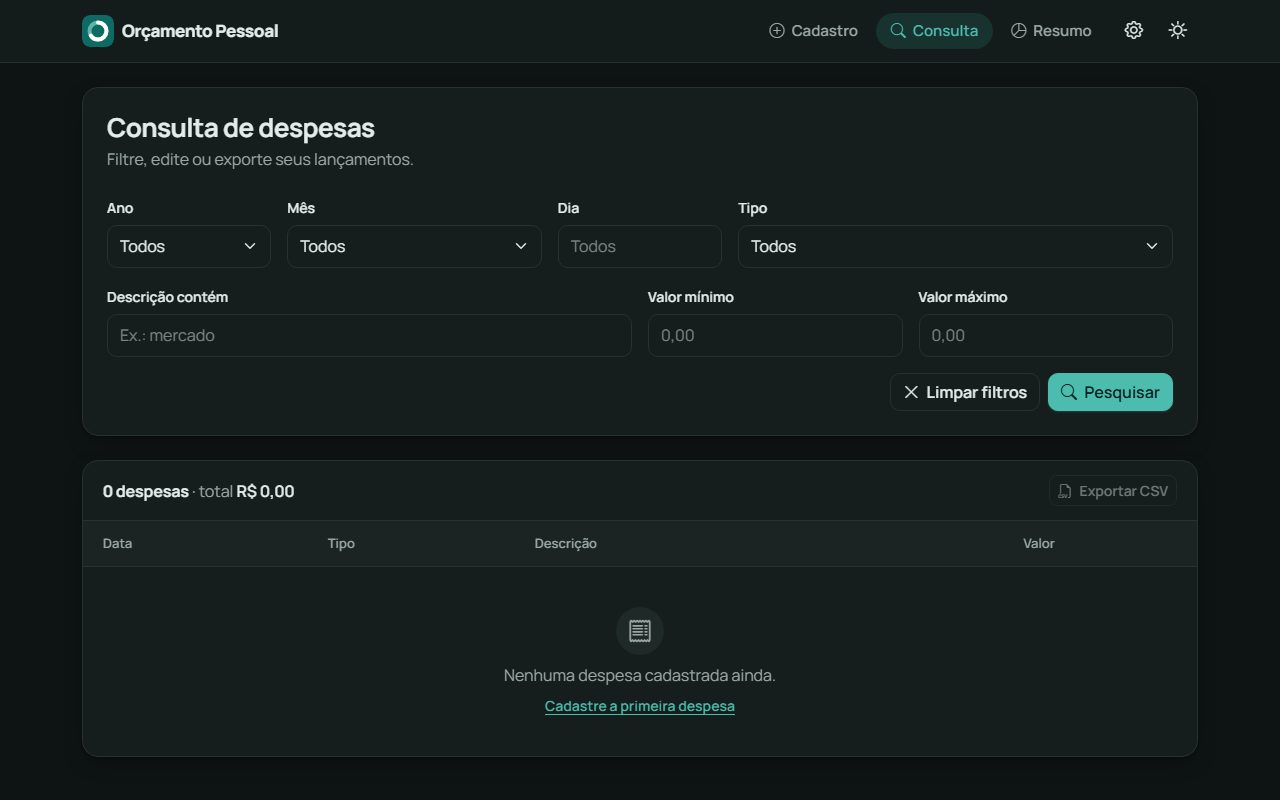 Orçamento Pessoal
Cadastro
Consulta
Resumo
Consulta de despesas
Filtre, edite ou exporte seus lançamentos.
Ano
Mês
Dia
Tipo
Todos
Todos
Todos
Todos
Descrição contém
Valor mínimo
Valor máximo
Ex.: mercado
0,00
0,00
Limpar filtros
Pesquisar
0 despesas · total R$ 0,00
Exportar CSV
Data
Tipo
Descrição
Valor
Nenhuma despesa cadastrada ainda.
Cadastre a primeira despesa